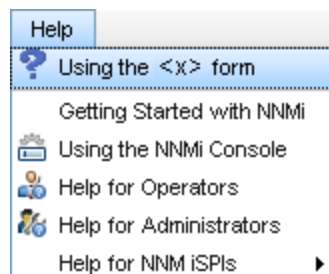 Help
Using the <x> form
Getting Started with NNMi
Using the NNMi Console
Help for Operators
Help for Administrators
Help for NNM iSPIs